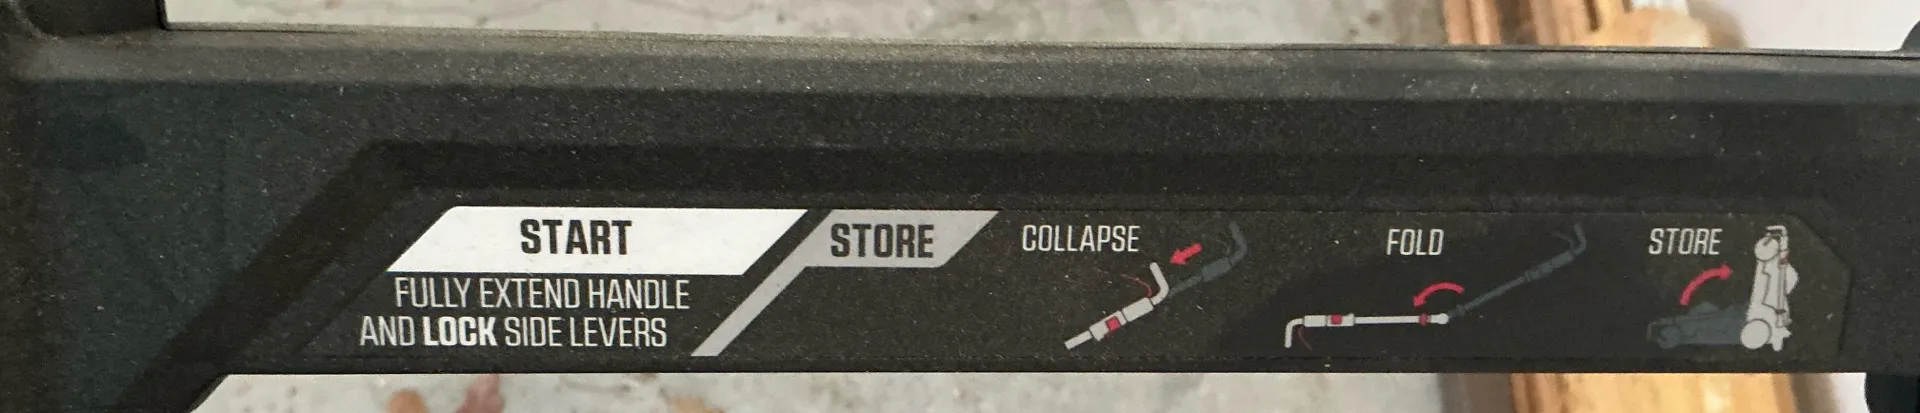 START
FULLY EXTEND HANDLE
AND LOCK SIDE LEVERS
STORE
COLLAPSE
FOLD
STORE